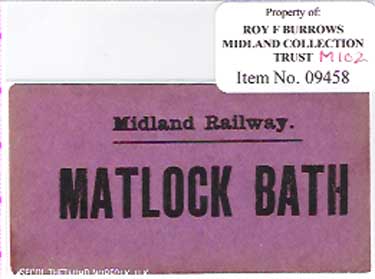 Property of:
ROY F BURROWS
MIDLAND COLLECTION
TRUST M102
Item No. 09458
Midland Railway.
MATLOCK BATH